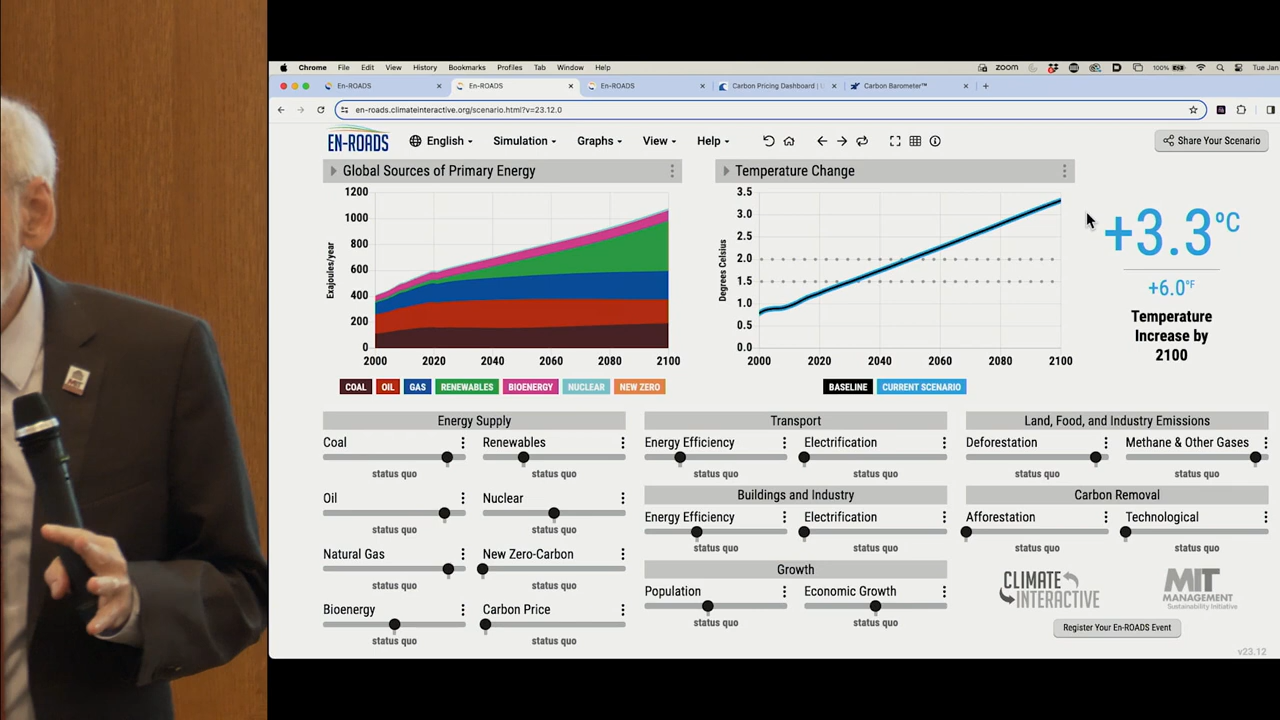 Chrome File Edit View History Bookmarks Profiles Tab Window Help
zoom 100% Tue Jan
En-ROADS En-ROADS En-ROADS Carbon Pricing Dashboard | Carbon Barometer™
en-roads.climateinteractive.org/scenario.html?v=23.12.0
EN-ROADS English Simulation Graphs View Help Share Your Scenario
Global Sources of Primary Energy
Exajoules/year
1200
1000
800
600
400
200
0
2000 2020 2040 2060 2080 2100
COAL OIL GAS RENEWABLES BIOENERGY NUCLEAR NEW ZERO
Temperature Change
Degrees Celsius
3.5
3.0
2.5
2.0
1.5
1.0
0.5
0.0
2000 2020 2040 2060 2080 2100
BASELINE CURRENT SCENARIO
+3.3°C
+6.0°F
Temperature
Increase by
2100
Energy Supply
Coal Renewables
status quo status quo
Oil Nuclear
status quo status quo
Natural Gas New Zero-Carbon
status quo status quo
Bioenergy Carbon Price
status quo status quo
Transport
Energy Efficiency Electrification
status quo status quo
Buildings and Industry
Energy Efficiency Electrification
status quo status quo
Growth
Population Economic Growth
status quo status quo
Land, Food, and Industry Emissions
Deforestation Methane & Other Gases
status quo status quo
Carbon Removal
Afforestation Technological
status quo status quo
CLIMATE
INTERACTIVE
MIT
MANAGEMENT
Sustainability Initiative
Register Your En-ROADS Event
v23.12
MIT